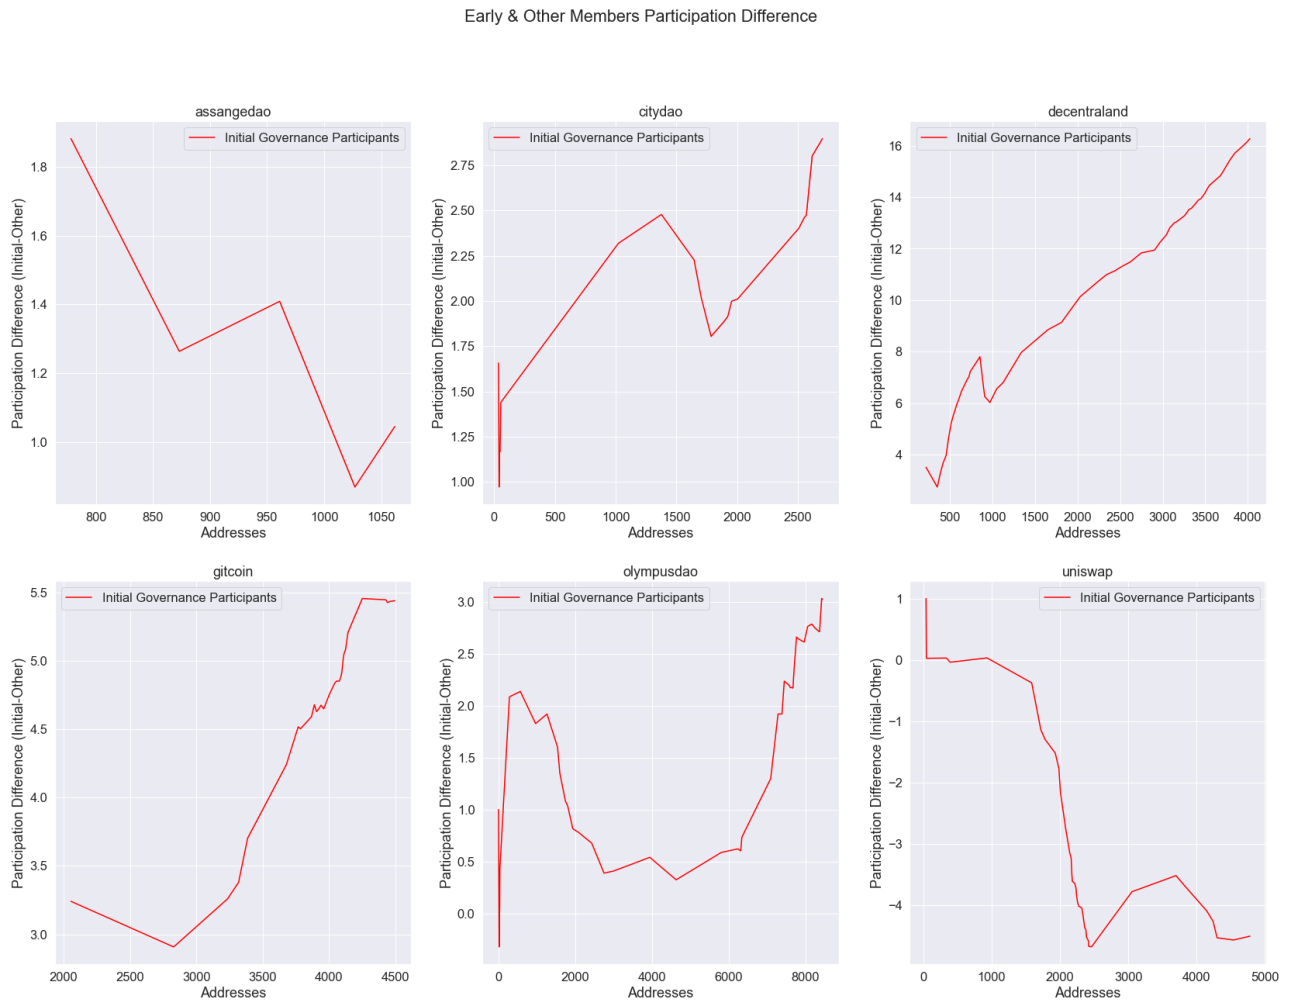 Early & Other Members Participation Difference
assangedao
Initial Governance Participants
Participation Difference (Initial-Other)
1.8
1.6
1.4
1.2
1.0
800 850 900 950 1000 1050
Addresses
citydao
Initial Governance Participants
Participation Difference (Initial-Other)
2.75
2.50
2.25
2.00
1.75
1.50
1.25
1.00
0 500 1000 1500 2000 2500
Addresses
decentraland
Initial Governance Participants
Participation Difference (Initial-Other)
16
14
12
10
8
6
4
500 1000 1500 2000 2500 3000 3500 4000
Addresses
gitcoin
Initial Governance Participants
Participation Difference (Initial-Other)
5.5
5.0
4.5
4.0
3.5
3.0
2000 2500 3000 3500 4000 4500
Addresses
olympusdao
Initial Governance Participants
Participation Difference (Initial-Other)
3.0
2.5
2.0
1.5
1.0
0.5
0.0
0 2000 4000 6000 8000
Addresses
uniswap
Initial Governance Participants
Participation Difference (Initial-Other)
1
0
−1
−2
−3
−4
0 1000 2000 3000 4000 5000
Addresses